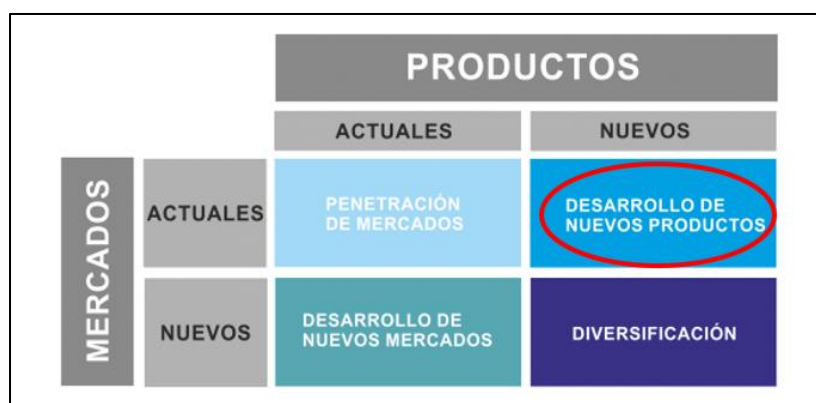 PRODUCTOS
ACTUALES
NUEVOS
MERCADOS
ACTUALES
PENETRACIÓN
DE MERCADOS
DESARROLLO DE
NUEVOS PRODUCTOS
NUEVOS
DESARROLLO DE
NUEVOS MERCADOS
DIVERSIFICACIÓN